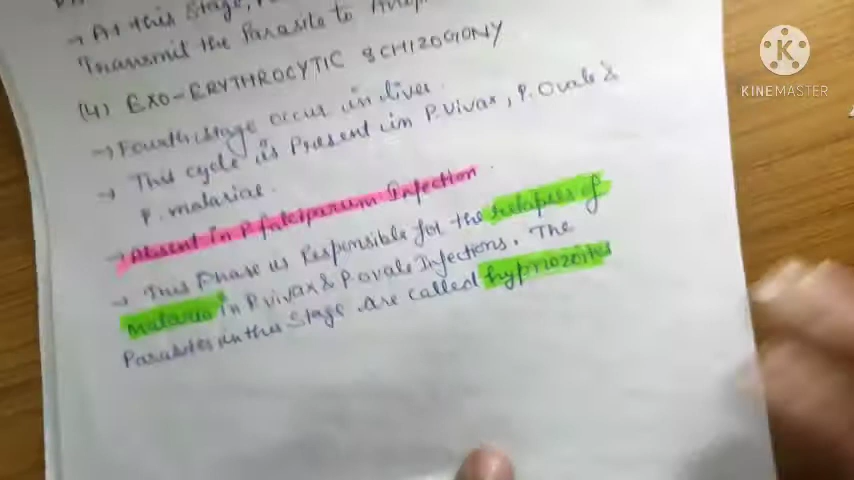 → At this stage,
Transmit the Parasite to
(4) EXO-ERYTHROCYTIC SCHIZOGONY
→ Fourth stage occur in liver.
→ This cycle is Present in P. Vivax, P. Ovale &
P. malariae.
→ Absent in P falciparum Infection.
→ This Phase is Responsible for the relapses of
Malaria in P vivax & P ovale Infections. The
Parasites in this Stage are called hypnozoites
K
KINEMASTER